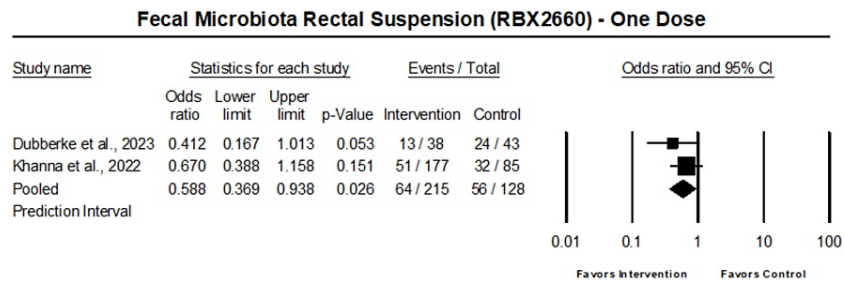 Fecal Microbiota Rectal Suspension (RBX2660) - One Dose
Study name Statistics for each study Events / Total Odds ratio and 95% CI
Odds Lower Upper
ratio limit limit p-Value Intervention Control
Dubberke et al., 2023 0.412 0.167 1.013 0.053 13 / 38 24 / 43
Khanna et al., 2022 0.670 0.388 1.158 0.151 51 / 177 32 / 85
Pooled 0.588 0.369 0.938 0.026 64 / 215 56 / 128
Prediction Interval
0.01 0.1 1 10 100
Favors Intervention Favors Control